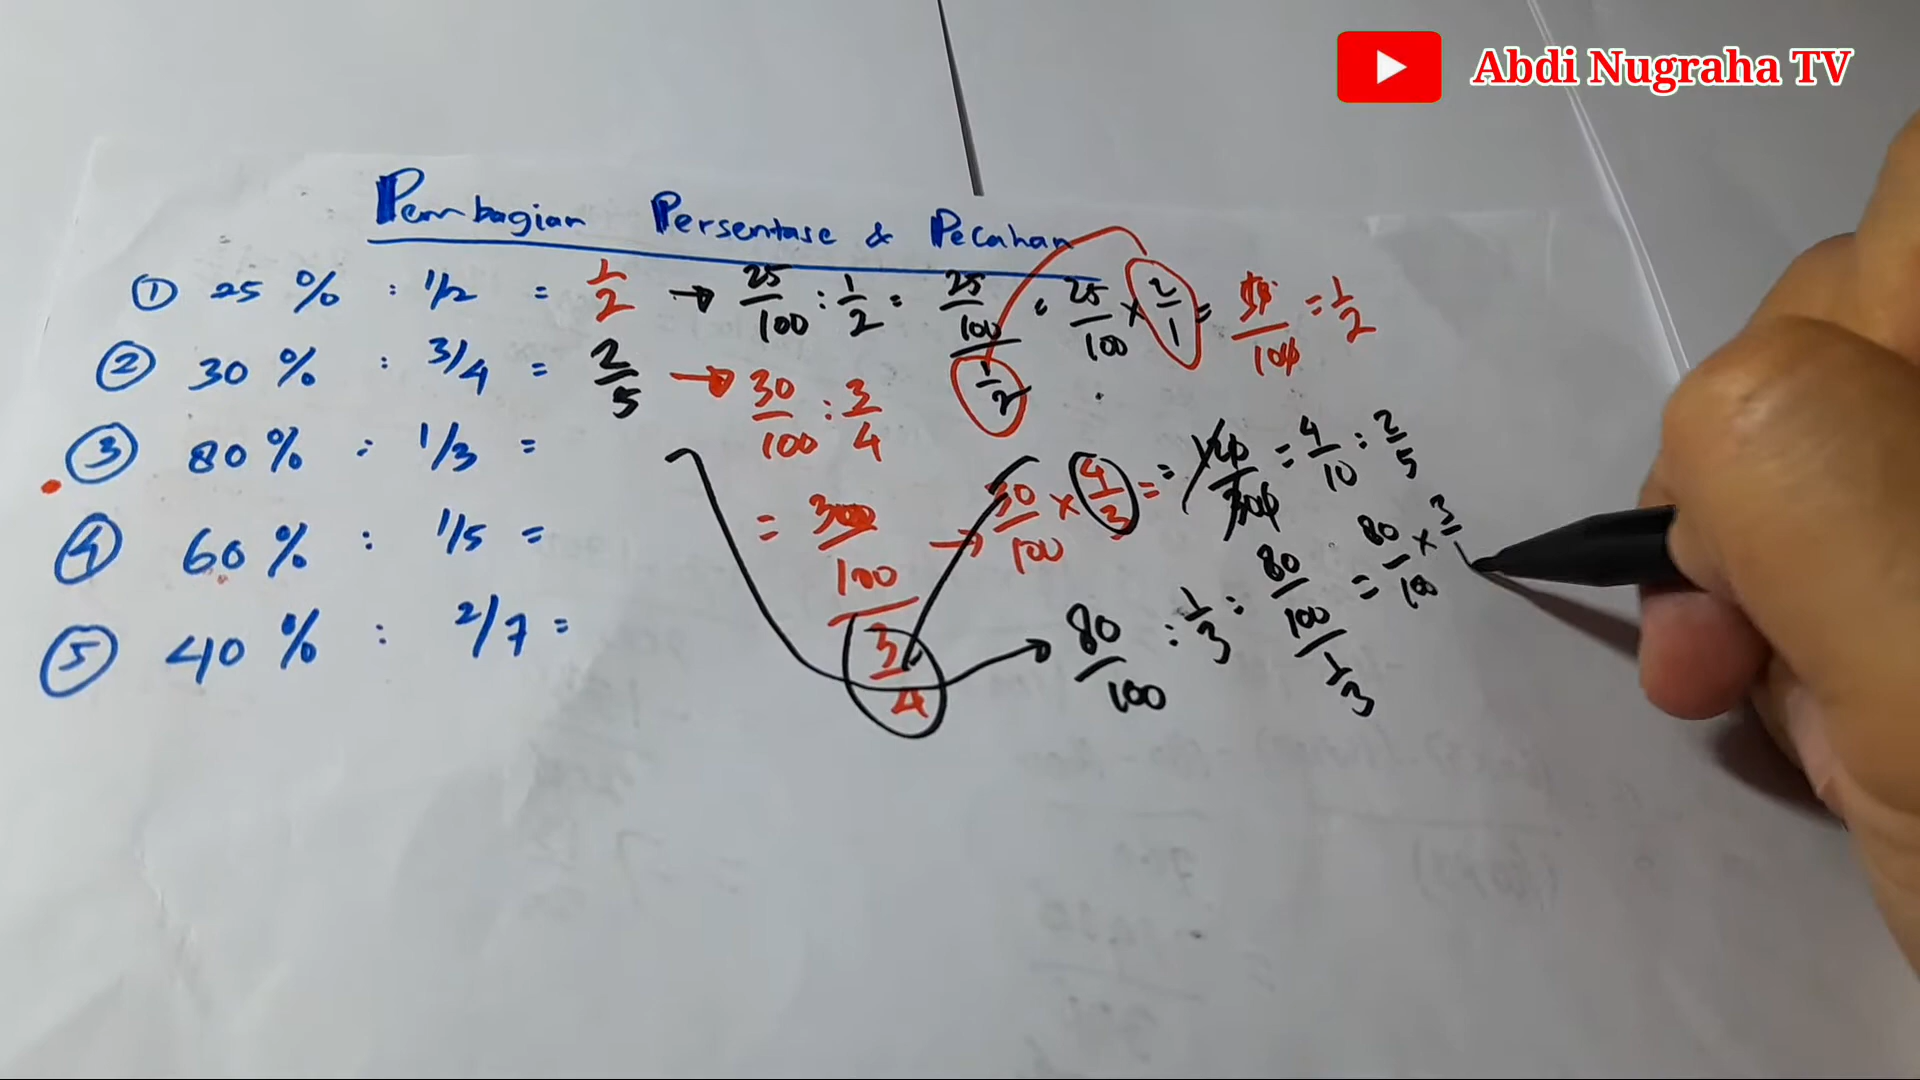 Abdi Nugraha TV
Pembagian Persentase & Pecahan
① 25 % : 1/2 = 1/2 → 25/100 : 1/2 = 25/100 / 1/2 = 25/100 × 2/1 = 50/100 = 1/2
② 30 % : 3/4 = 2/5 → 30/100 : 3/4
= 30/100 / 3/4 → 30/100 × 4/3 = 120/300 = 4/10 : 2/5
③ 80 % : 1/3 =
→ 80/100 : 1/3 = 80/100 / 1/3 = 80/100 × 3/1
④ 60 % : 1/5 =
⑤ 40 % : 2/7 =